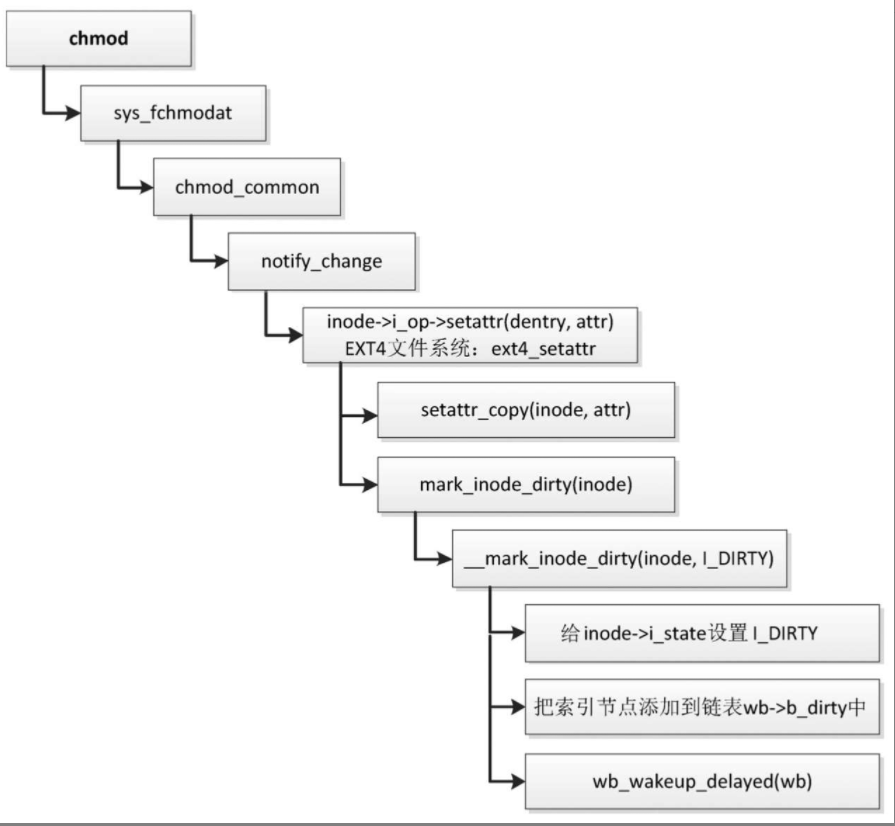 chmod
sys_fchmodat
chmod_common
notify_change
inode->i_op->setattr(dentry, attr)
EXT4文件系统：ext4_setattr
setattr_copy(inode, attr)
mark_inode_dirty(inode)
__mark_inode_dirty(inode, I_DIRTY)
给inode->i_state设置I_DIRTY
把索引节点添加到链表wb->b_dirty中
wb_wakeup_delayed(wb)